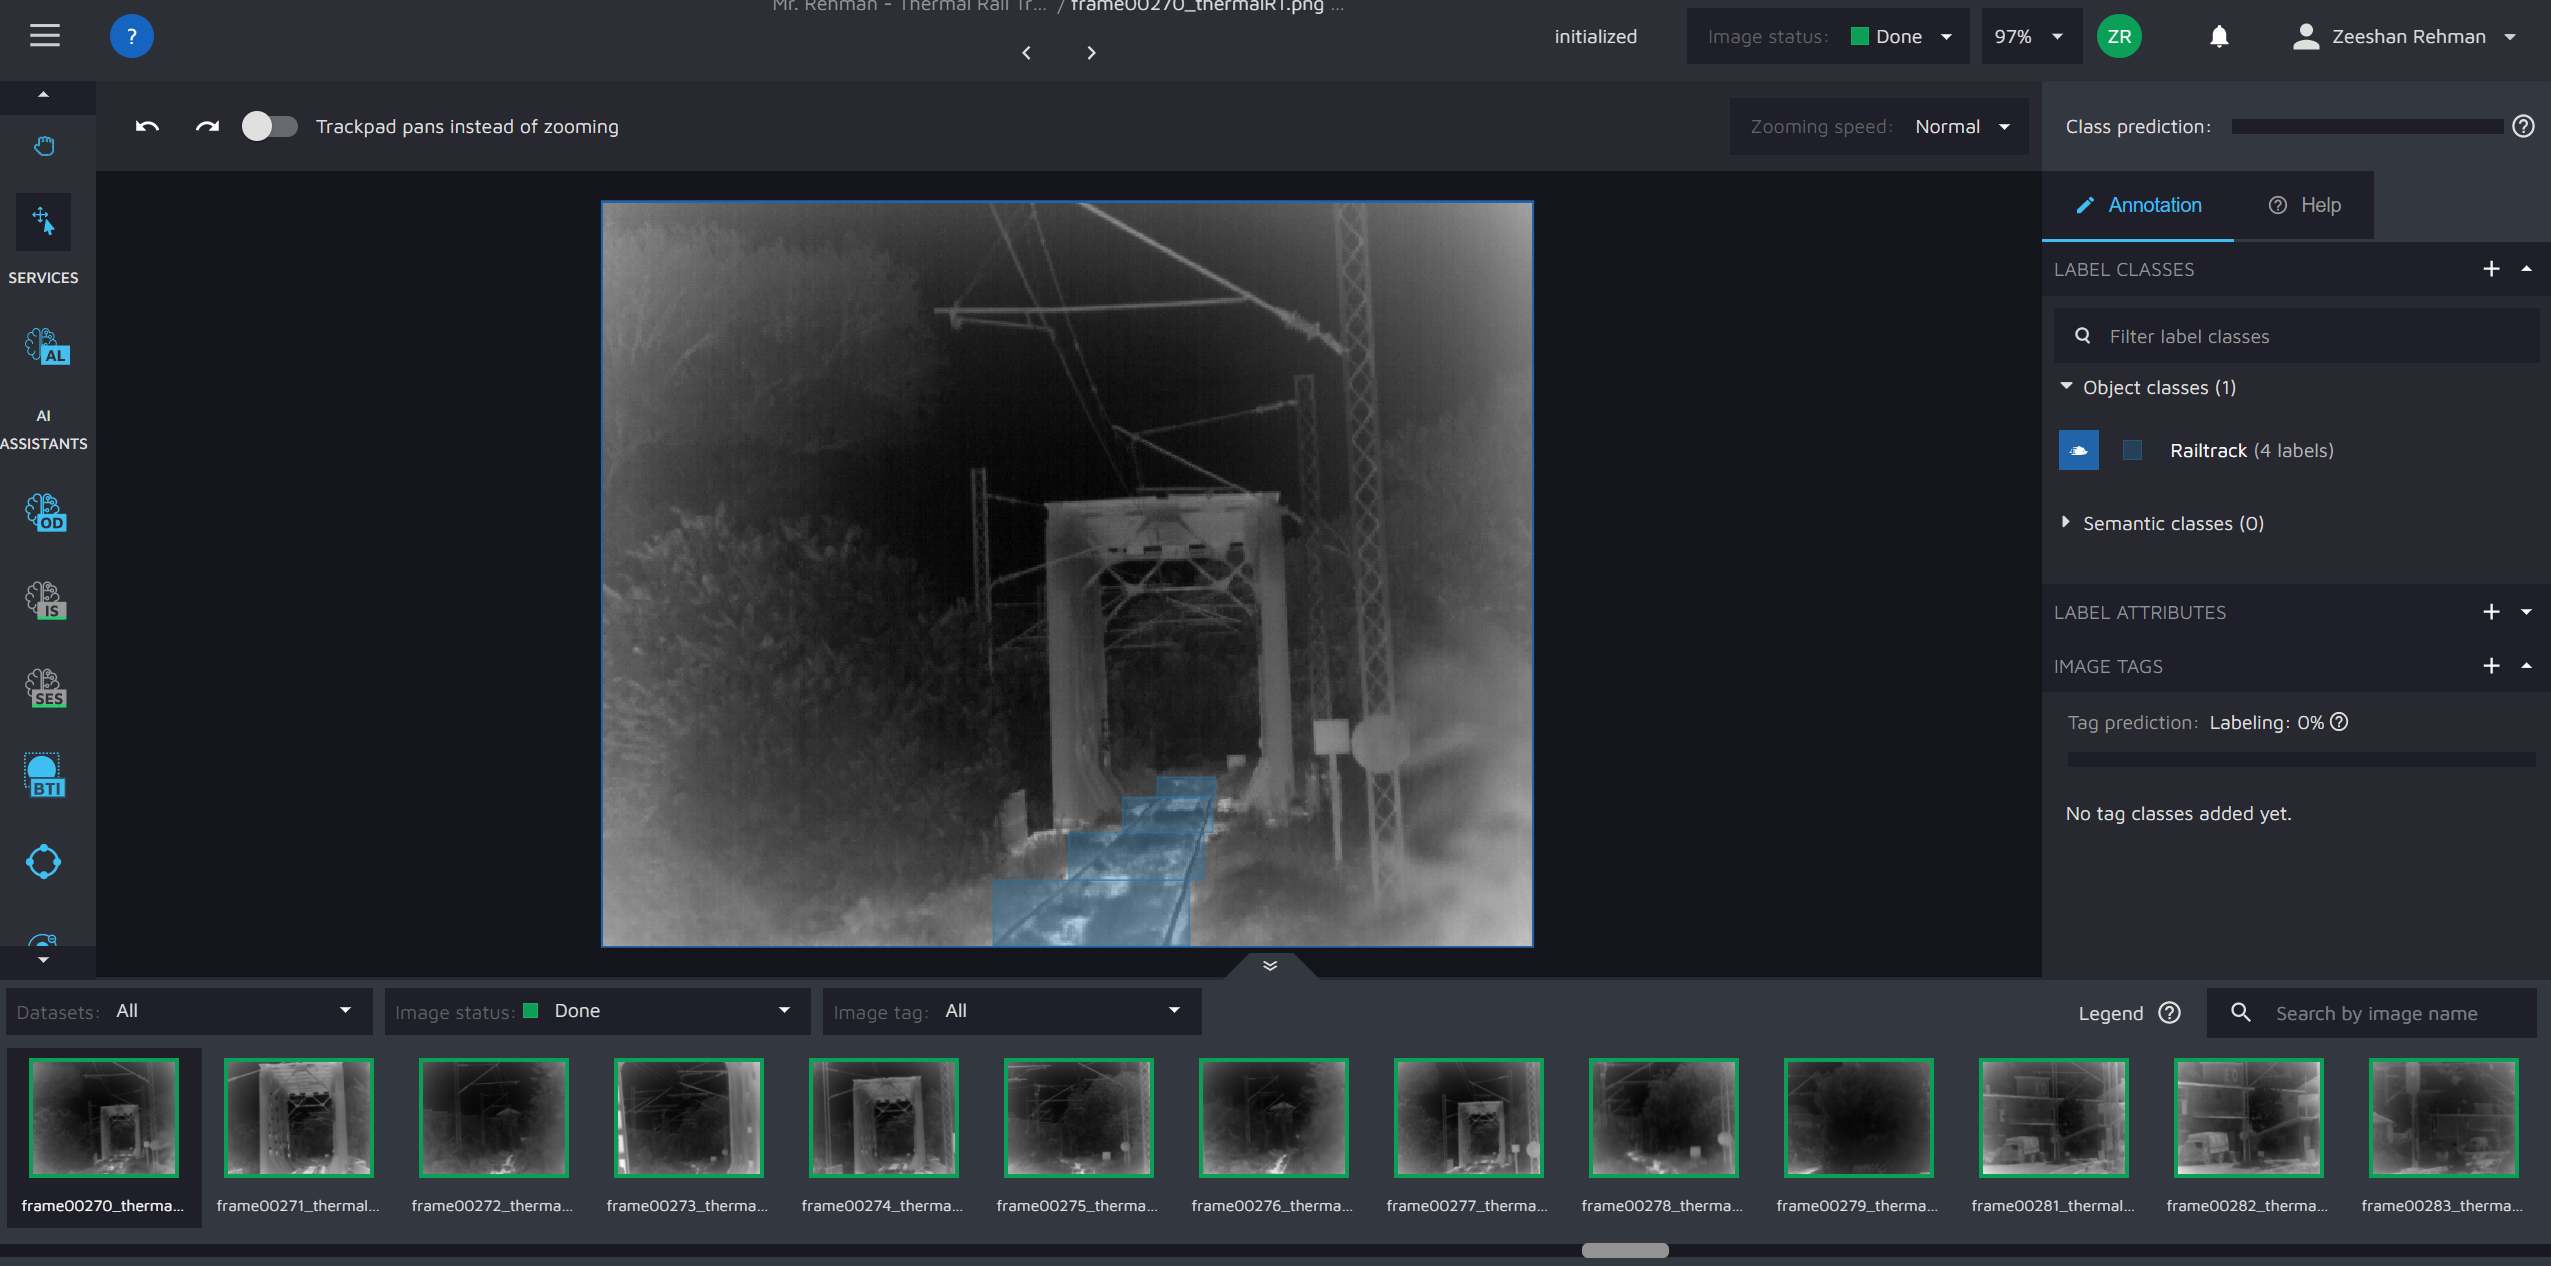 Mr. Rehman - Thermal Rail Tr... / frame00270_thermalR1.png ...
?
initialized
Image status: Done
97%
ZR
Zeeshan Rehman
Trackpad pans instead of zooming
Zooming speed: Normal
Class prediction:
Annotation
Help
SERVICES
AL
AI
ASSISTANTS
OD
IS
SES
BTI
LABEL CLASSES
Filter label classes
Object classes (1)
Railtrack (4 labels)
Semantic classes (0)
LABEL ATTRIBUTES
IMAGE TAGS
Tag prediction: Labeling: 0%
No tag classes added yet.
Datasets: All
Image status: Done
Image tag: All
Legend
Search by image name
frame00270_therma...
frame00271_thermal...
frame00272_therma...
frame00273_therma...
frame00274_therma...
frame00275_therma...
frame00276_therma...
frame00277_therma...
frame00278_therma...
frame00279_therma...
frame00281_thermal...
frame00282_therma...
frame00283_therma...